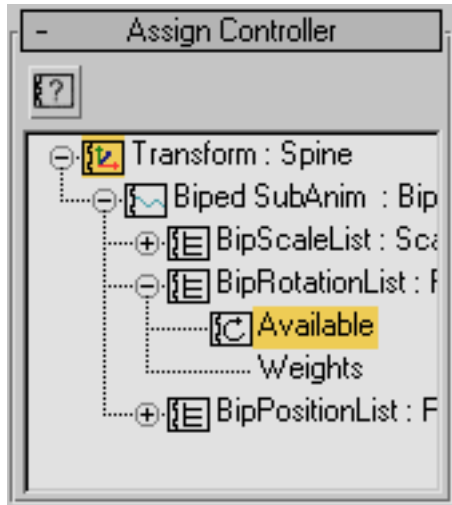 - Assign Controller
?
Transform : Spine
Biped SubAnim : Bip
BipScaleList : Sca
BipRotationList : F
Available
Weights
BipPositionList : F